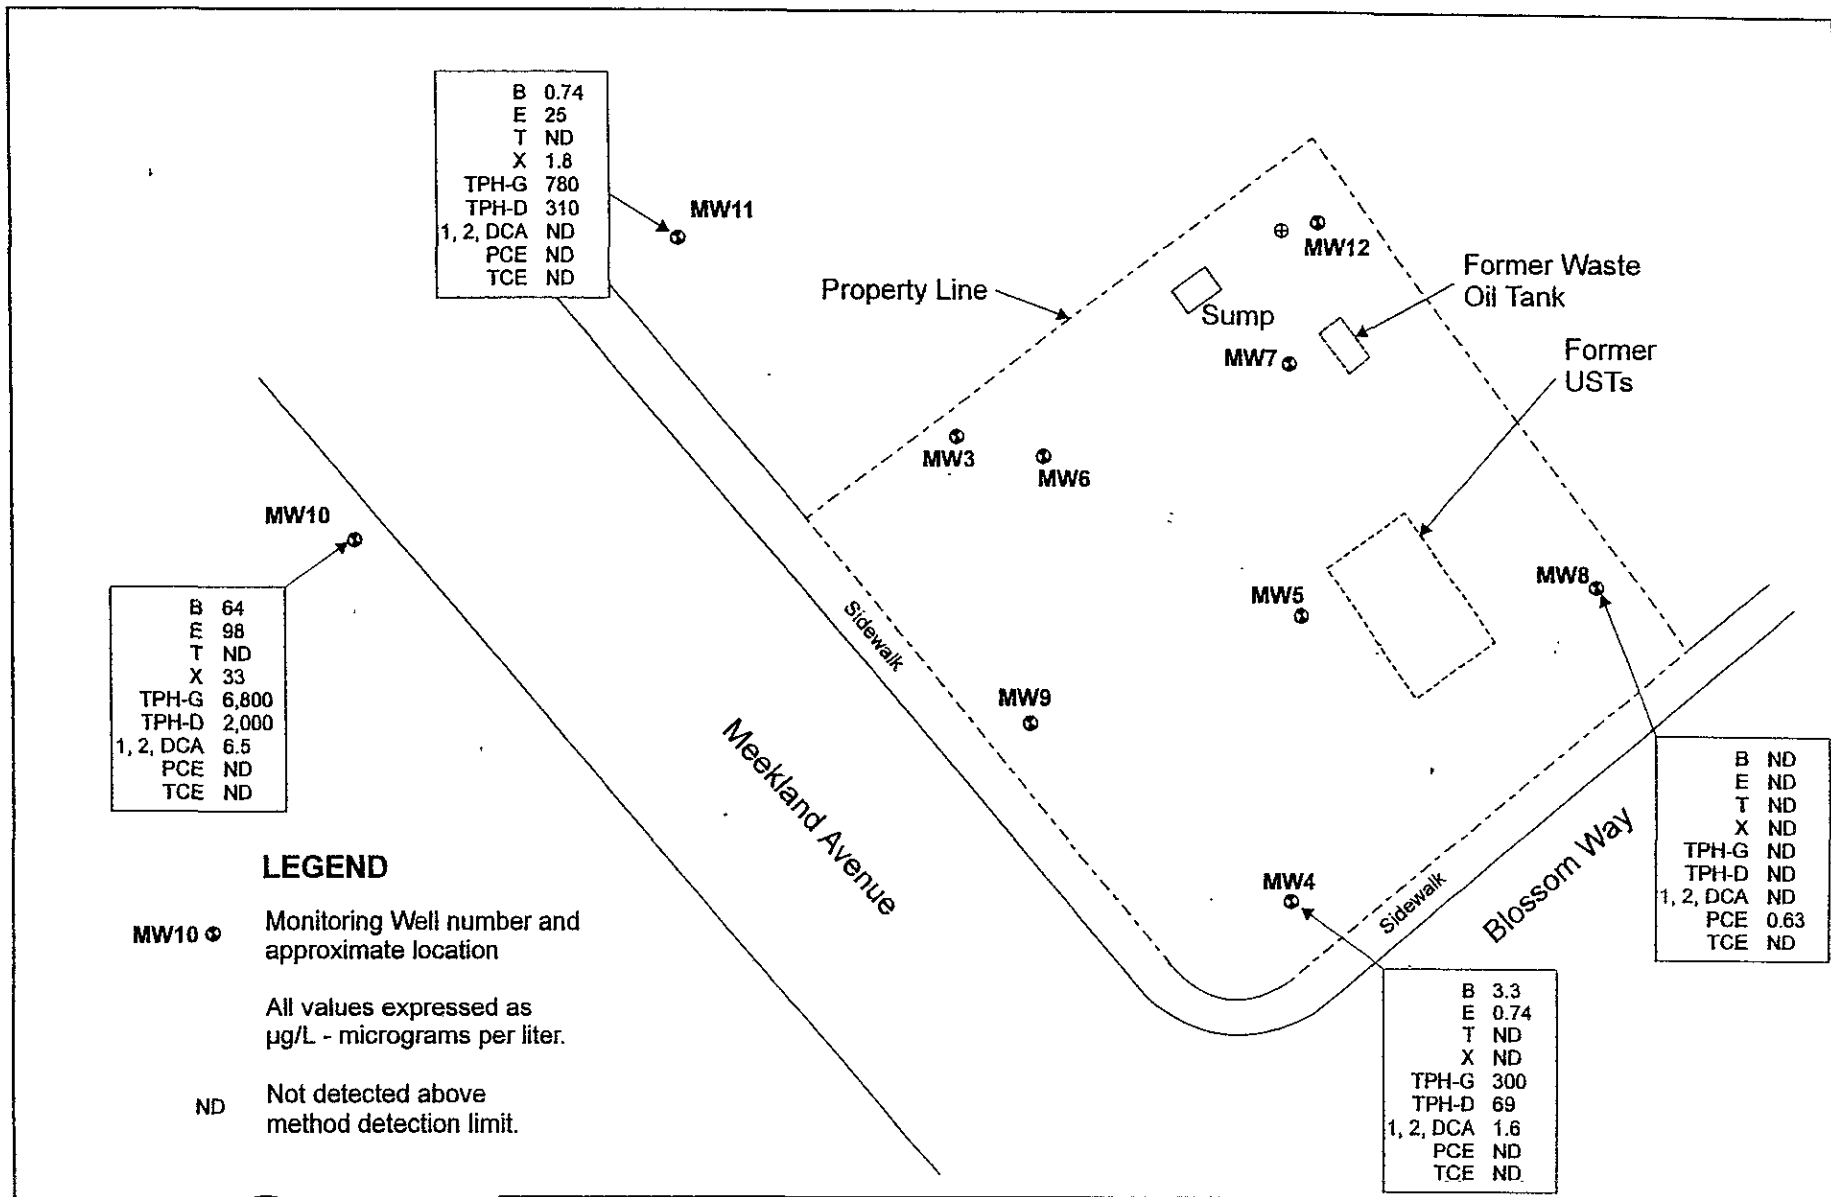 B 0.74
E 25
T ND
X 1.8
TPH-G 780
TPH-D 310
1, 2, DCA ND
PCE ND
TCE ND
MW11
MW12
Property Line
Sump
Former Waste
Oil Tank
MW7
Former
USTs
MW3
MW6
MW10
B 64
E 98
T ND
X 33
TPH-G 6,800
TPH-D 2,000
1, 2, DCA 6.5
PCE ND
TCE ND
MW8
MW5
Sidewalk
MW9
Meekland Avenue
B ND
E ND
T ND
X ND
TPH-G ND
TPH-D ND
1, 2, DCA ND
PCE 0.63
TCE ND
MW4
Sidewalk
Blossom Way
B 3.3
E 0.74
T ND
X ND
TPH-G 300
TPH-D 69
1, 2, DCA 1.6
PCE ND
TCE ND
LEGEND
MW10 Monitoring Well number and
approximate location
All values expressed as
µg/L - micrograms per liter.
ND Not detected above
method detection limit.